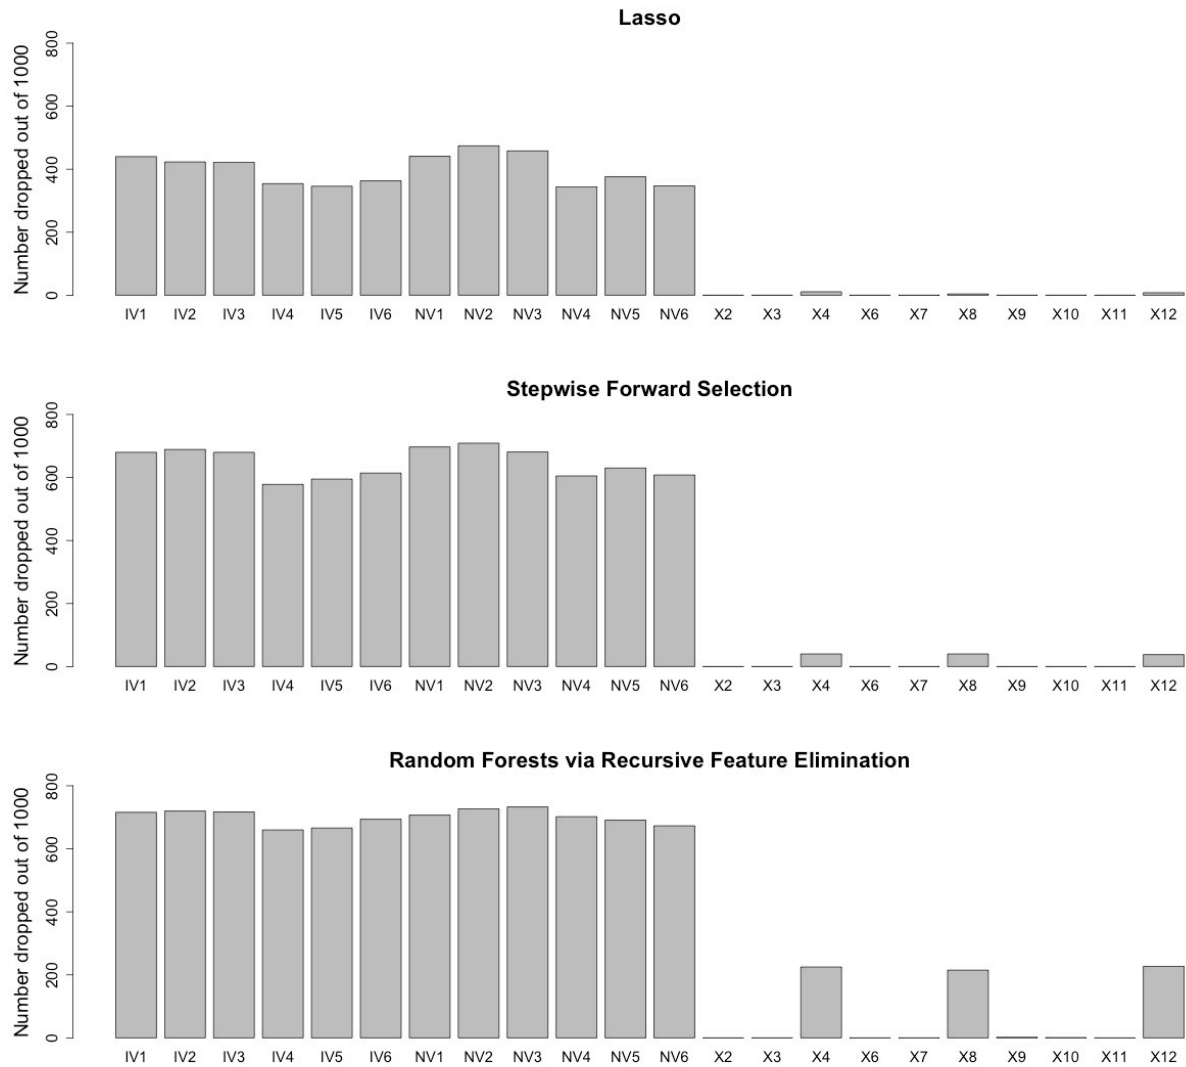 Lasso
Number dropped out of 1000
0 200 400 600 800
IV1 IV2 IV3 IV4 IV5 IV6 NV1 NV2 NV3 NV4 NV5 NV6 X2 X3 X4 X6 X7 X8 X9 X10 X11 X12
Stepwise Forward Selection
Number dropped out of 1000
0 200 400 600 800
IV1 IV2 IV3 IV4 IV5 IV6 NV1 NV2 NV3 NV4 NV5 NV6 X2 X3 X4 X6 X7 X8 X9 X10 X11 X12
Random Forests via Recursive Feature Elimination
Number dropped out of 1000
0 200 400 600 800
IV1 IV2 IV3 IV4 IV5 IV6 NV1 NV2 NV3 NV4 NV5 NV6 X2 X3 X4 X6 X7 X8 X9 X10 X11 X12